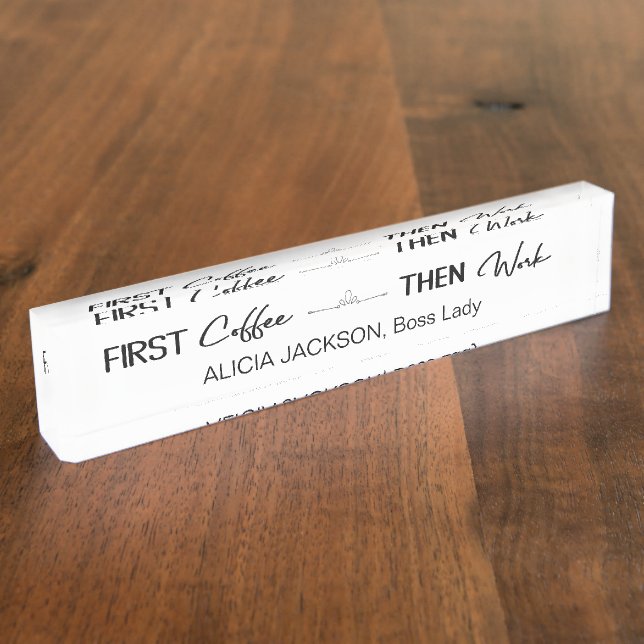 FIRST Coffee THEN Work
ALICIA JACKSON, Boss Lady